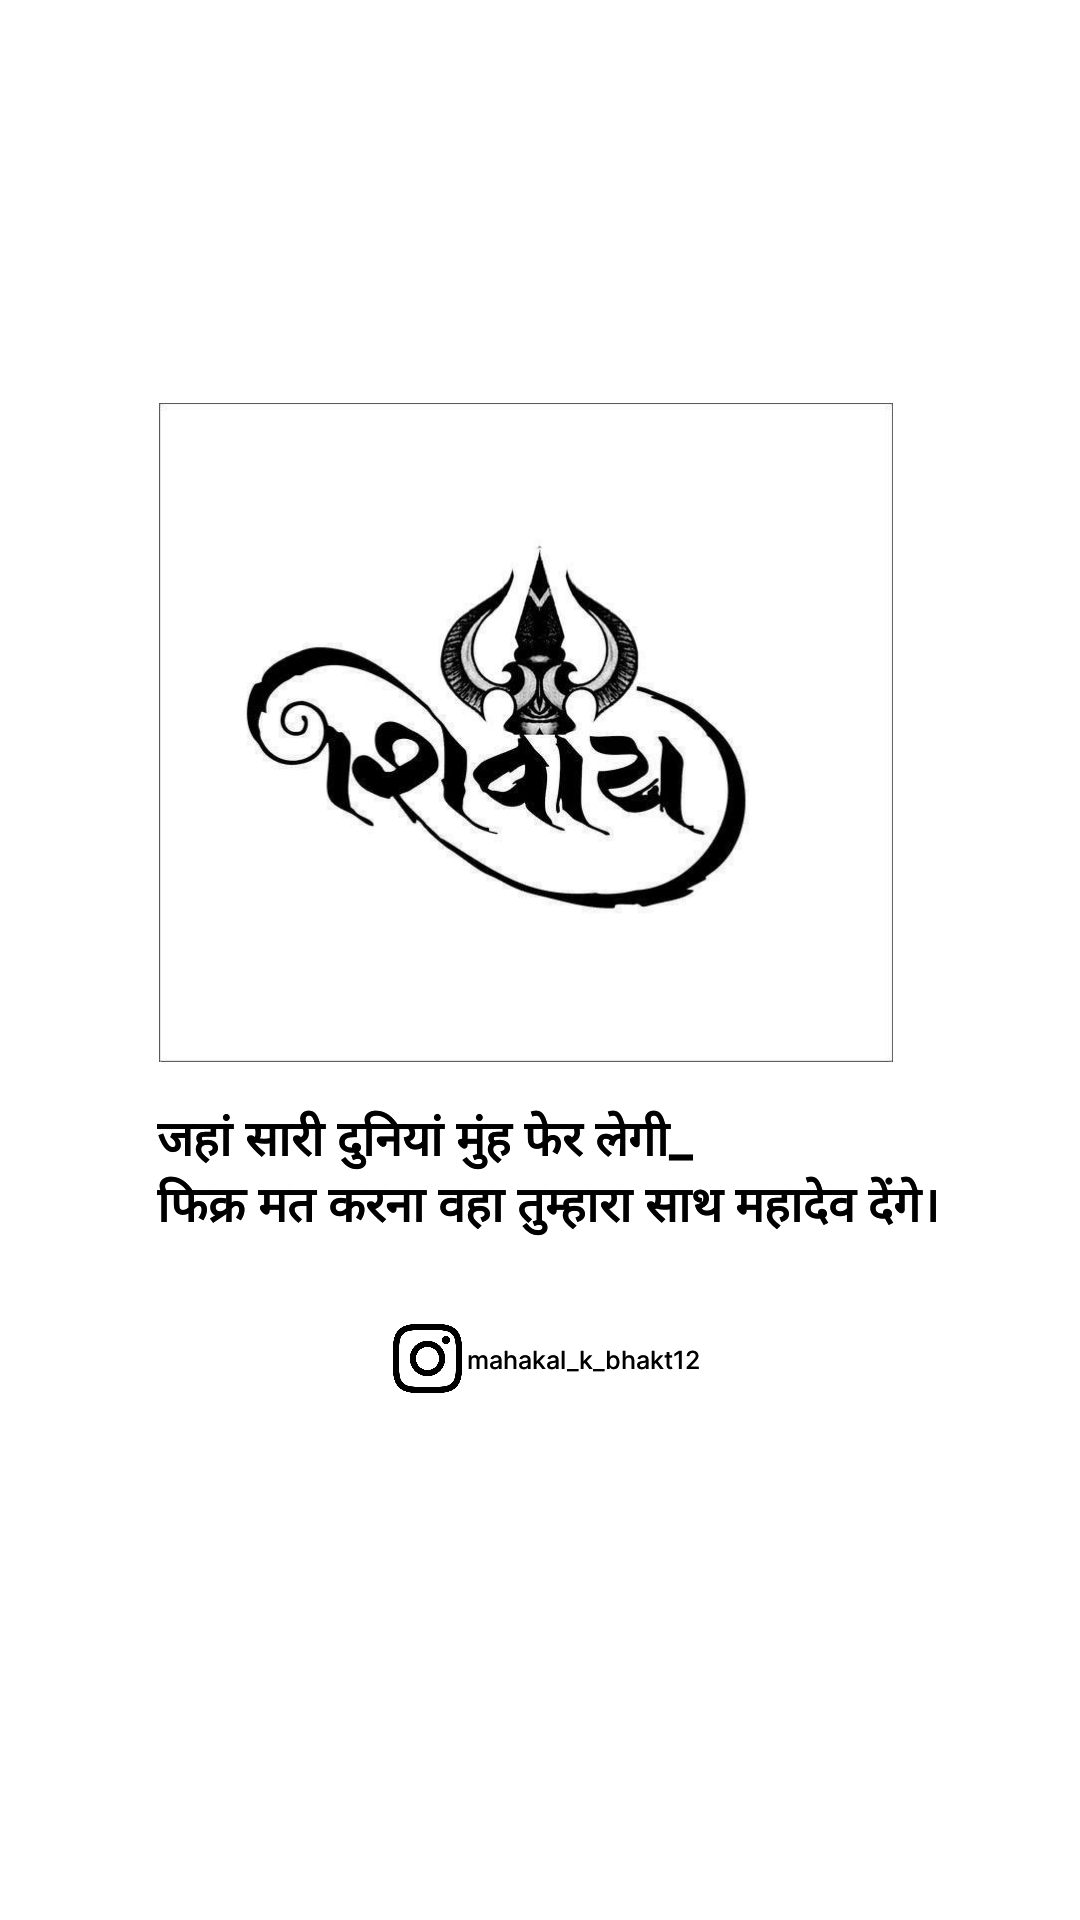 शिवाय
जहां सारी दुनियां मुंह फेर लेगी_
फिक्र मत करना वहा तुम्हारा साथ महादेव देंगे।
mahakal_k_bhakt12